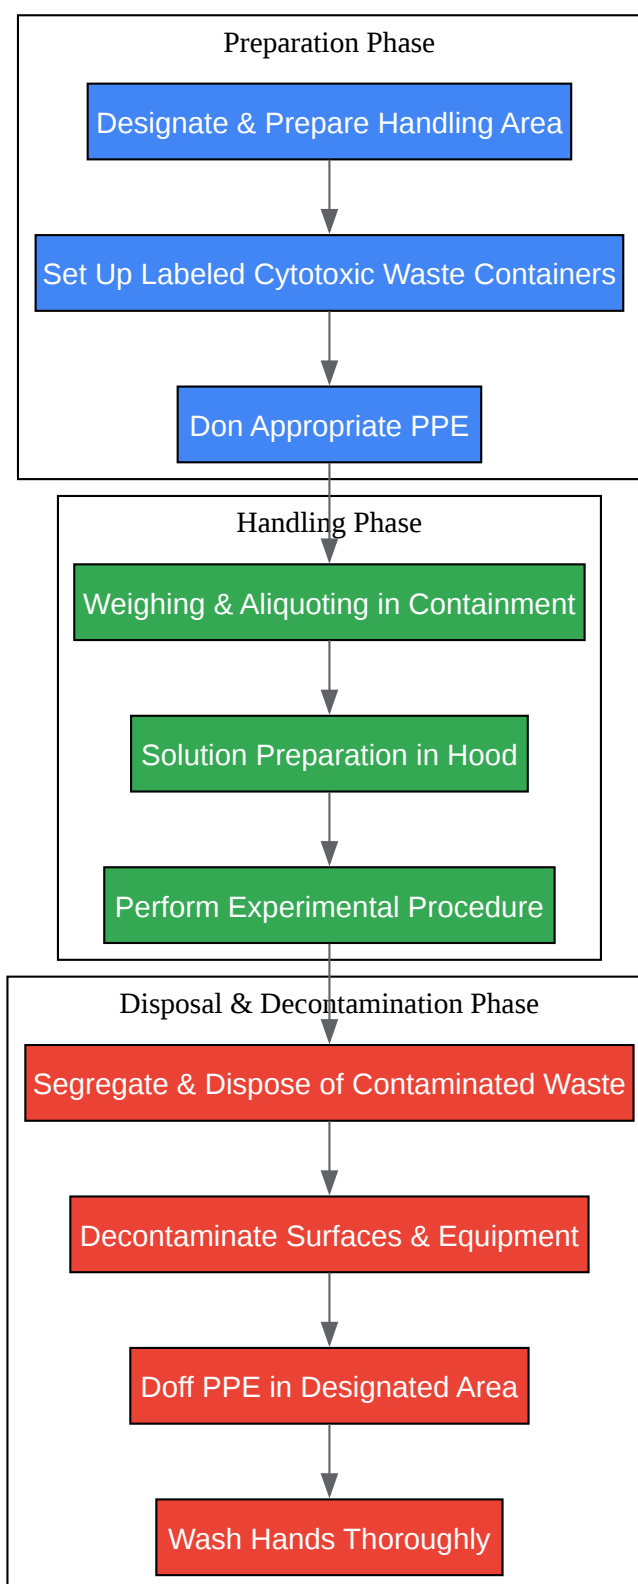 Preparation Phase
Designate & Prepare Handling Area
Set Up Labeled Cytotoxic Waste Containers
Don Appropriate PPE
Handling Phase
Weighing & Aliquoting in Containment
Solution Preparation in Hood
Perform Experimental Procedure
Disposal & Decontamination Phase
Segregate & Dispose of Contaminated Waste
Decontaminate Surfaces & Equipment
Doff PPE in Designated Area
Wash Hands Thoroughly